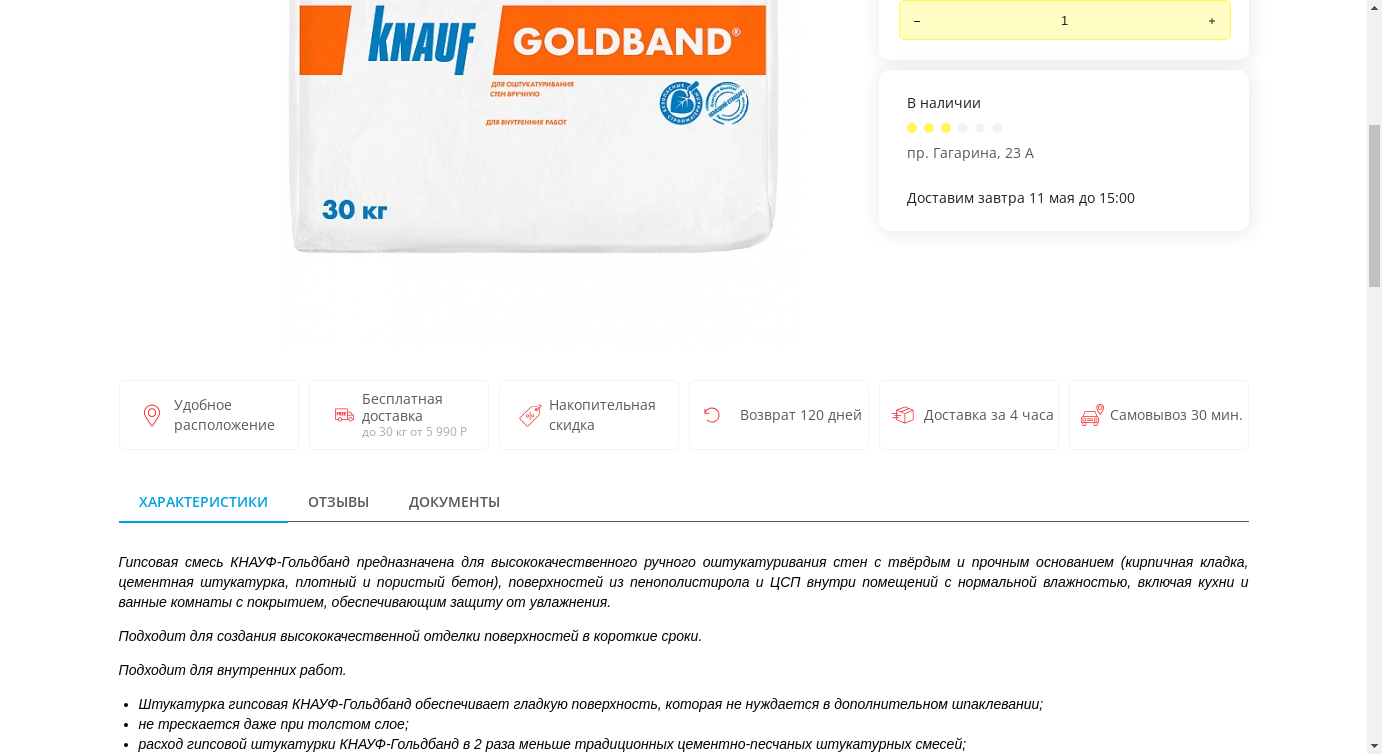 KNAUF GOLDBAND®
ДЛЯ ОШТУКАТУРИВАНИЯ
СТЕН ВРУЧНУЮ
ДЛЯ ВНУТРЕННИХ РАБОТ
30 кг
– 1 +
В наличии
пр. Гагарина, 23 А
Доставим завтра 11 мая до 15:00
Удобное
расположение
FREE
Бесплатная
доставка
до 30 кг от 5 990 Р
Накопительная
скидка
Возврат 120 дней
Доставка за 4 часа
Самовывоз 30 мин.
ХАРАКТЕРИСТИКИ ОТЗЫВЫ ДОКУМЕНТЫ
Гипсовая смесь КНАУФ-Гольдбанд предназначена для высококачественного ручного оштукатуривания стен с твёрдым и прочным основанием (кирпичная кладка,
цементная штукатурка, плотный и пористый бетон), поверхностей из пенополистирола и ЦСП внутри помещений с нормальной влажностью, включая кухни и
ванные комнаты с покрытием, обеспечивающим защиту от увлажнения.
Подходит для создания высококачественной отделки поверхностей в короткие сроки.
Подходит для внутренних работ.
• Штукатурка гипсовая КНАУФ-Гольдбанд обеспечивает гладкую поверхность, которая не нуждается в дополнительном шпаклевании;
• не трескается даже при толстом слое;
• расход гипсовой штукатурки КНАУФ-Гольдбанд в 2 раза меньше традиционных цементно-песчаных штукатурных смесей;